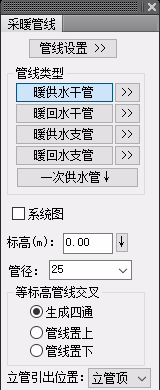 采暖管线
管线设置 >>
管线类型
暖供水干管 >>
暖回水干管 >>
暖供水支管 >>
暖回水支管 >>
一次供水管↓
系统图
标高(m): 0.00 ↓
管径: 25
等标高管线交叉
生成四通
管线置上
管线置下
立管引出位置: 立管顶